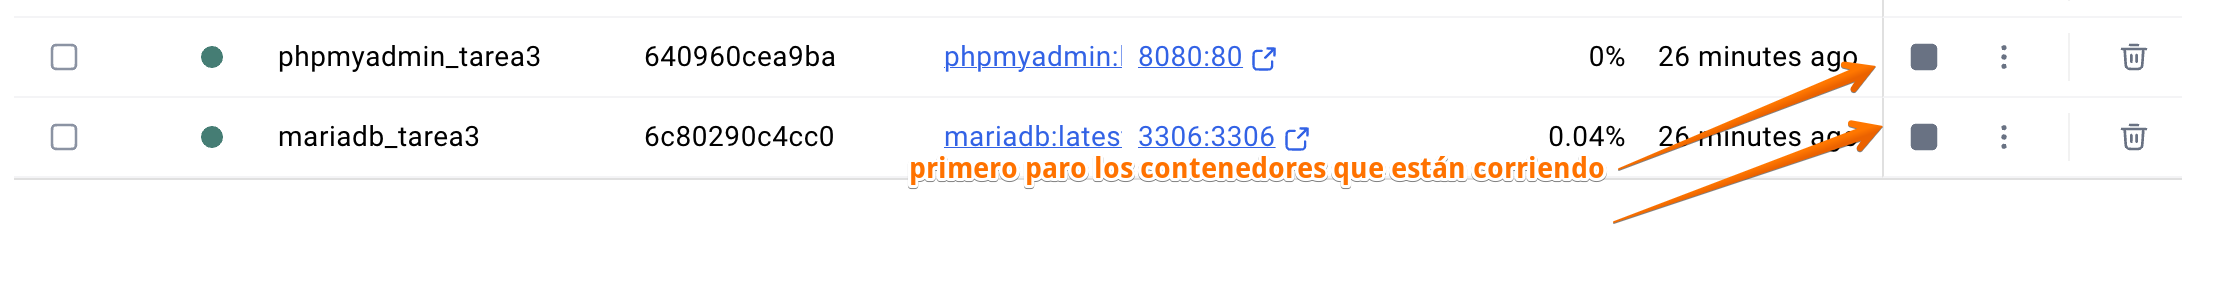 phpmyadmin_tarea3 640960cea9ba phpmyadmin: 8080:80 0% 26 minutes ago
mariadb_tarea3 6c80290c4cc0 mariadb:lates 3306:3306 0.04% 26 minutes ago
primero paro los contenedores que están corriendo